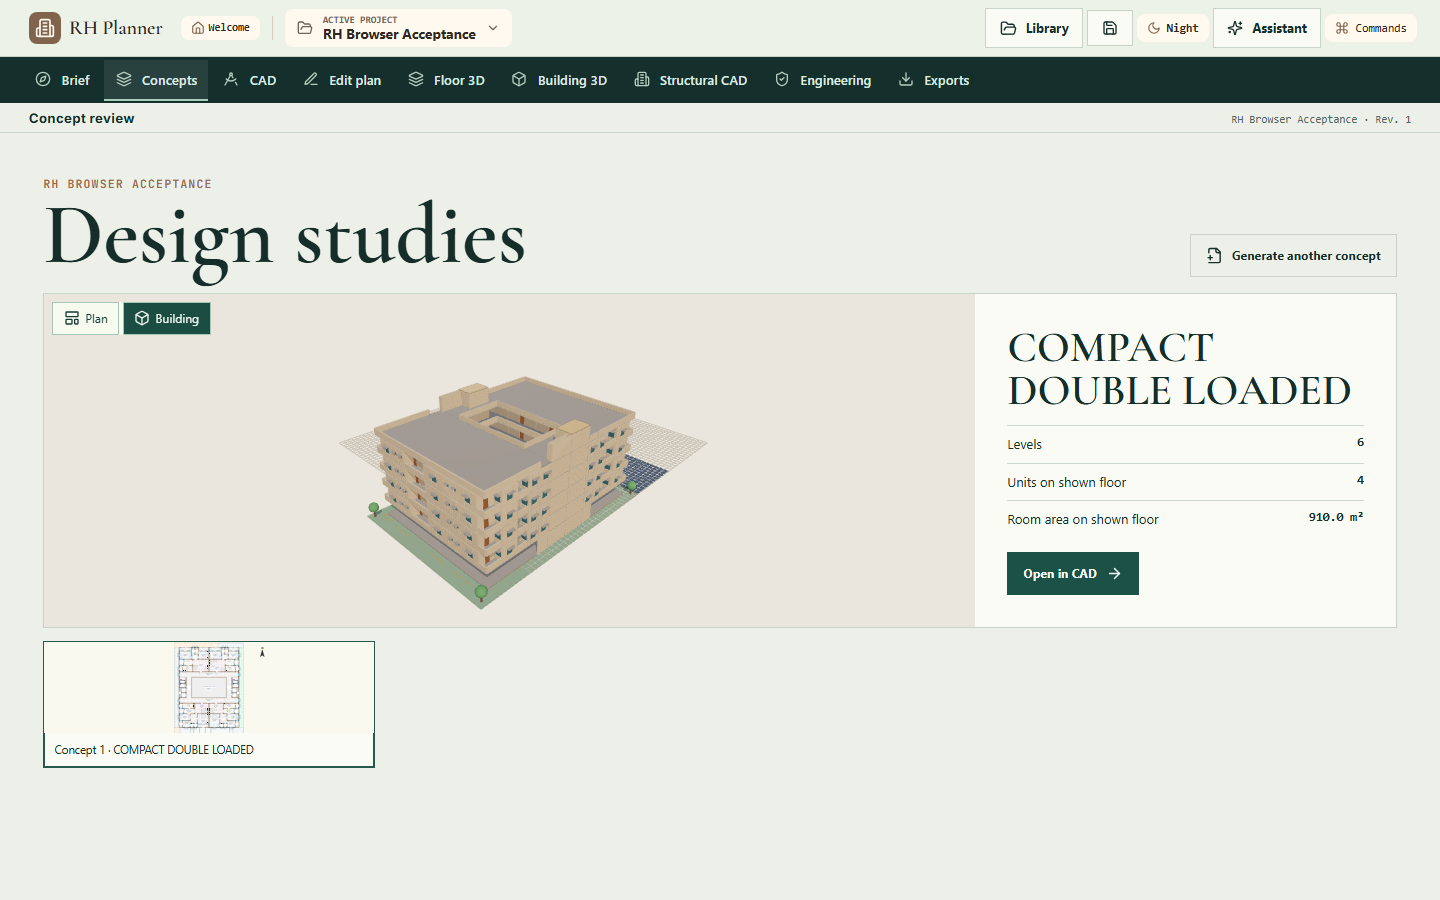 RH Planner
Welcome
ACTIVE PROJECT
RH Browser Acceptance
Library
Night
Assistant
Commands
Brief
Concepts
CAD
Edit plan
Floor 3D
Building 3D
Structural CAD
Engineering
Exports
Concept review
RH Browser Acceptance · Rev. 1
RH BROWSER ACCEPTANCE
Design studies
Generate another concept
Plan
Building
COMPACT
DOUBLE LOADED
Levels 6
Units on shown floor 4
Room area on shown floor 910.0 m²
Open in CAD
Concept 1 · COMPACT DOUBLE LOADED